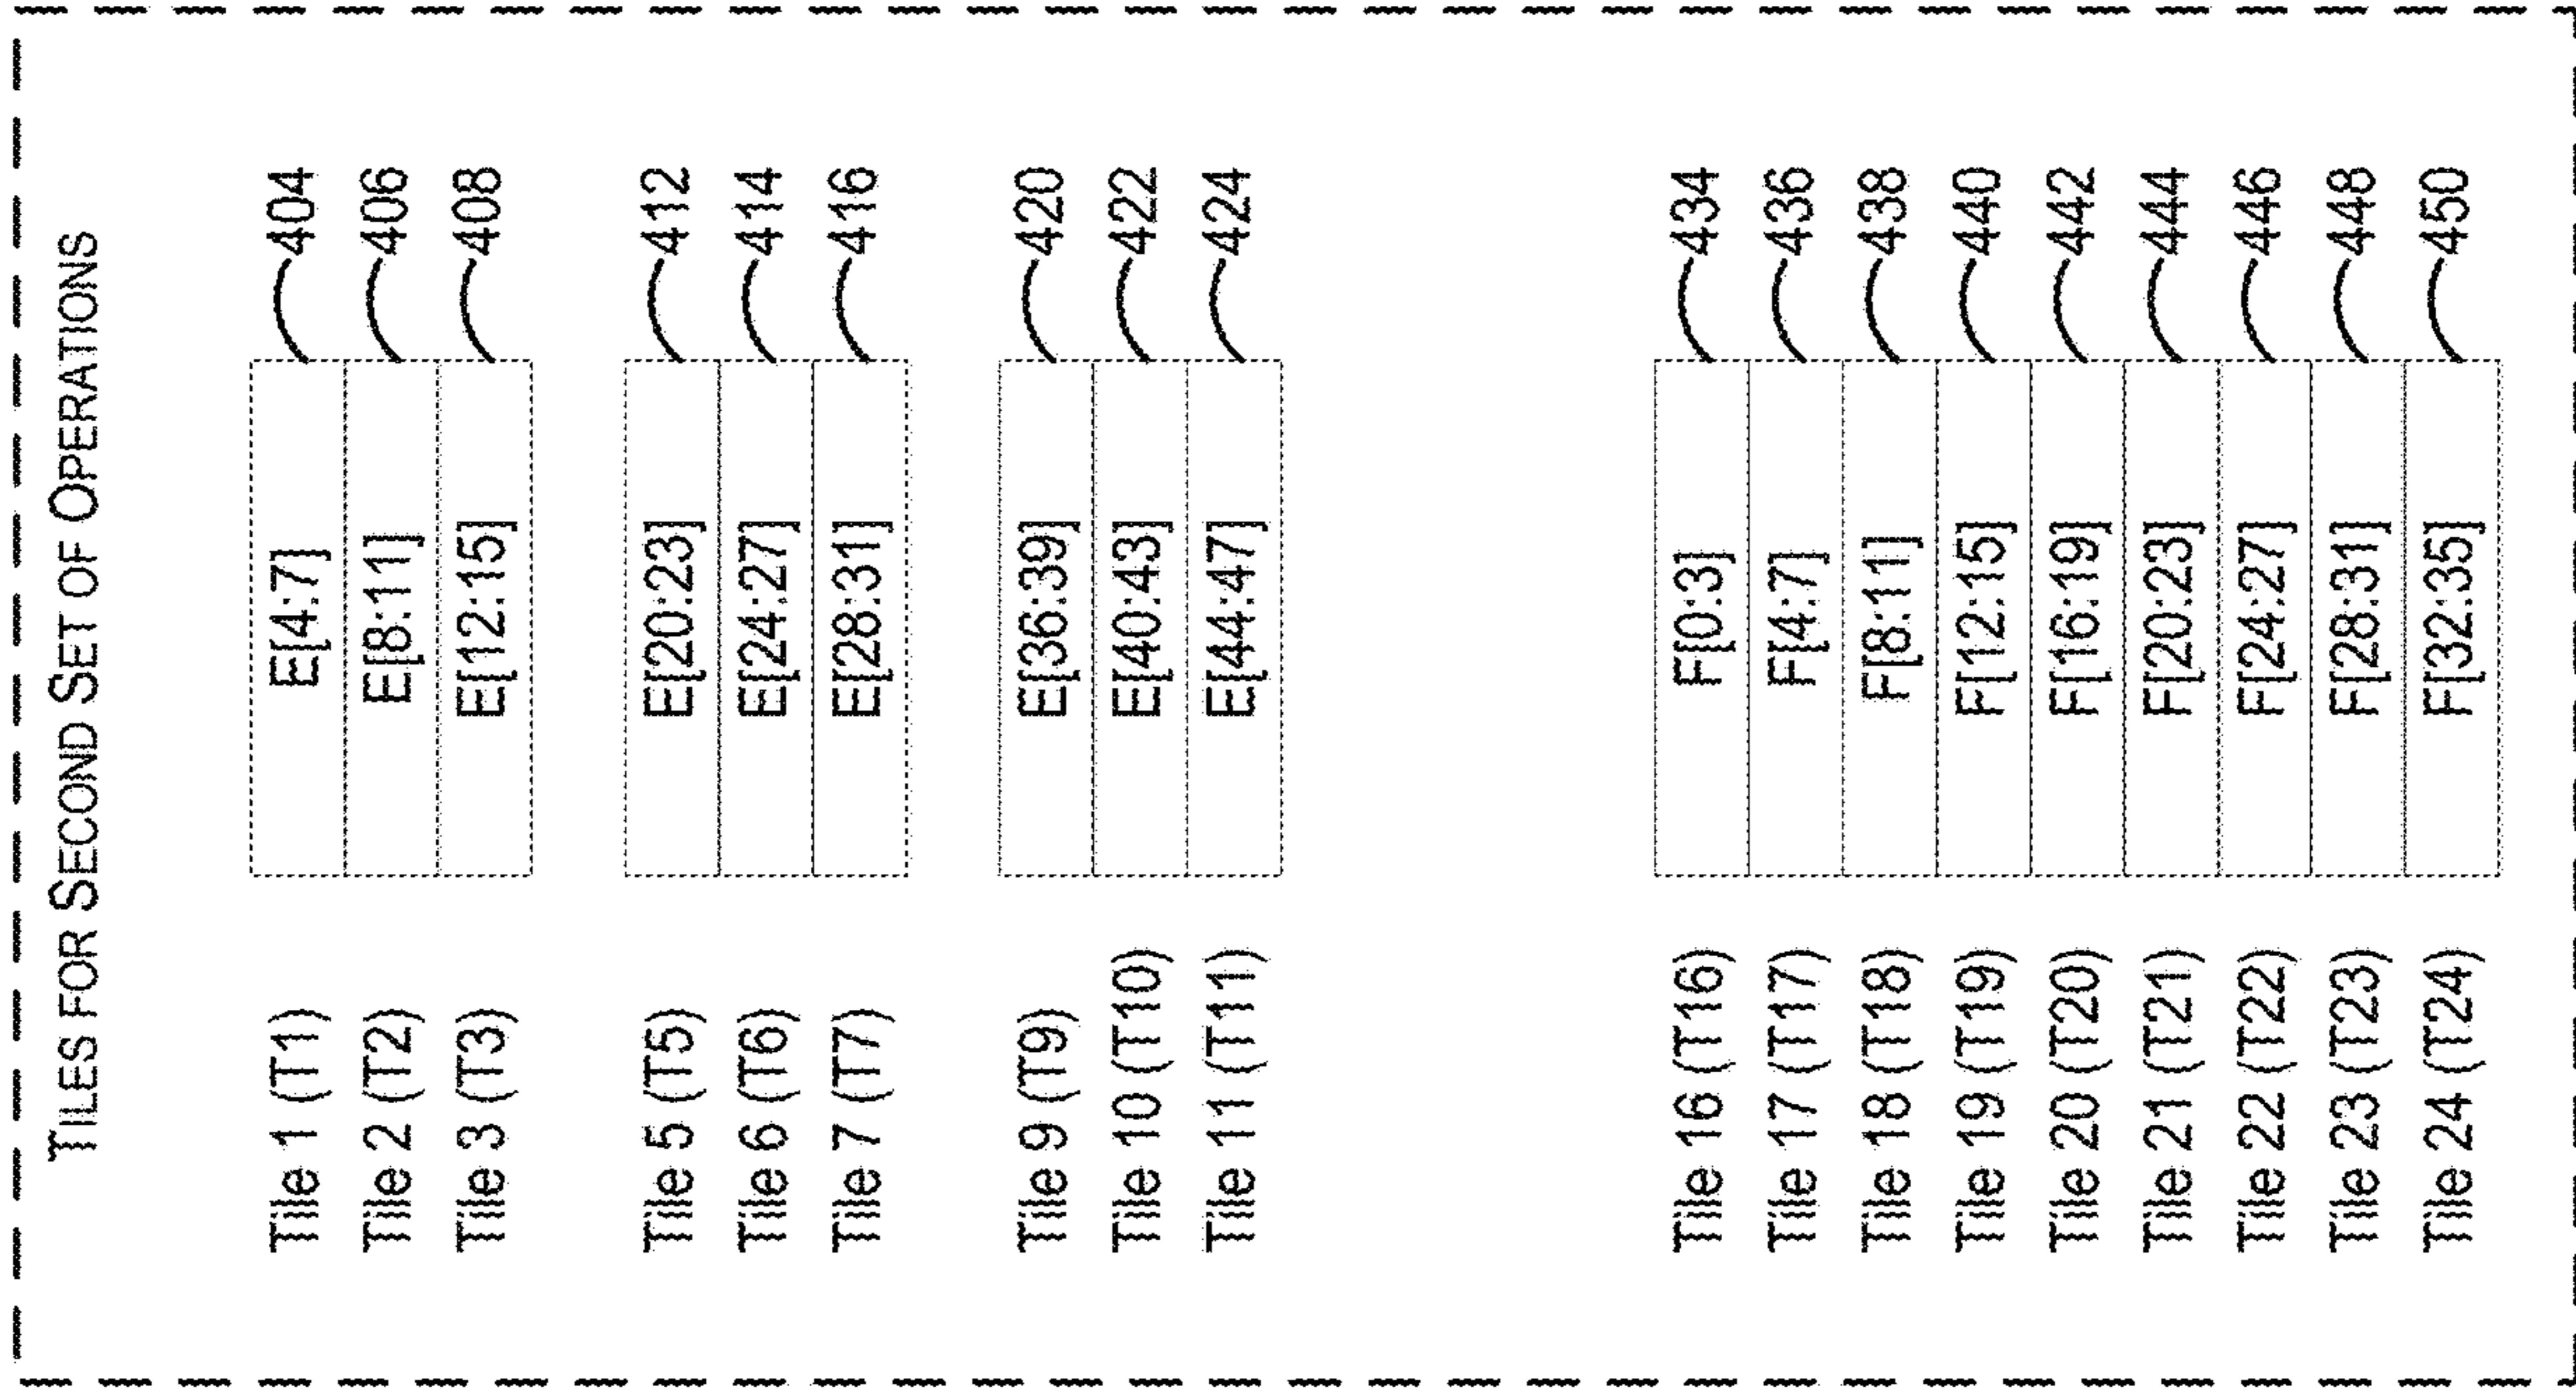 TILES FOR SECOND SET OF OPERATIONS
Tile 1 (T1) E[4:7] 404
Tile 2 (T2) E[8:11] 406
Tile 3 (T3) E[12:15] 408
Tile 5 (T5) E[20:23] 412
Tile 6 (T6) E[24:27] 414
Tile 7 (T7) E[28:31] 416
Tile 9 (T9) E[36:39] 420
Tile 10 (T10) E[40:43] 422
Tile 11 (T11) E[44:47] 424
Tile 16 (T16) F[0:3] 434
Tile 17 (T17) F[4:7] 436
Tile 18 (T18) F[8:11] 438
Tile 19 (T19) F[12:15] 440
Tile 20 (T20) F[16:19] 442
Tile 21 (T21) F[20:23] 444
Tile 22 (T22) F[24:27] 446
Tile 23 (T23) F[28:31] 448
Tile 24 (T24) F[32:35] 450